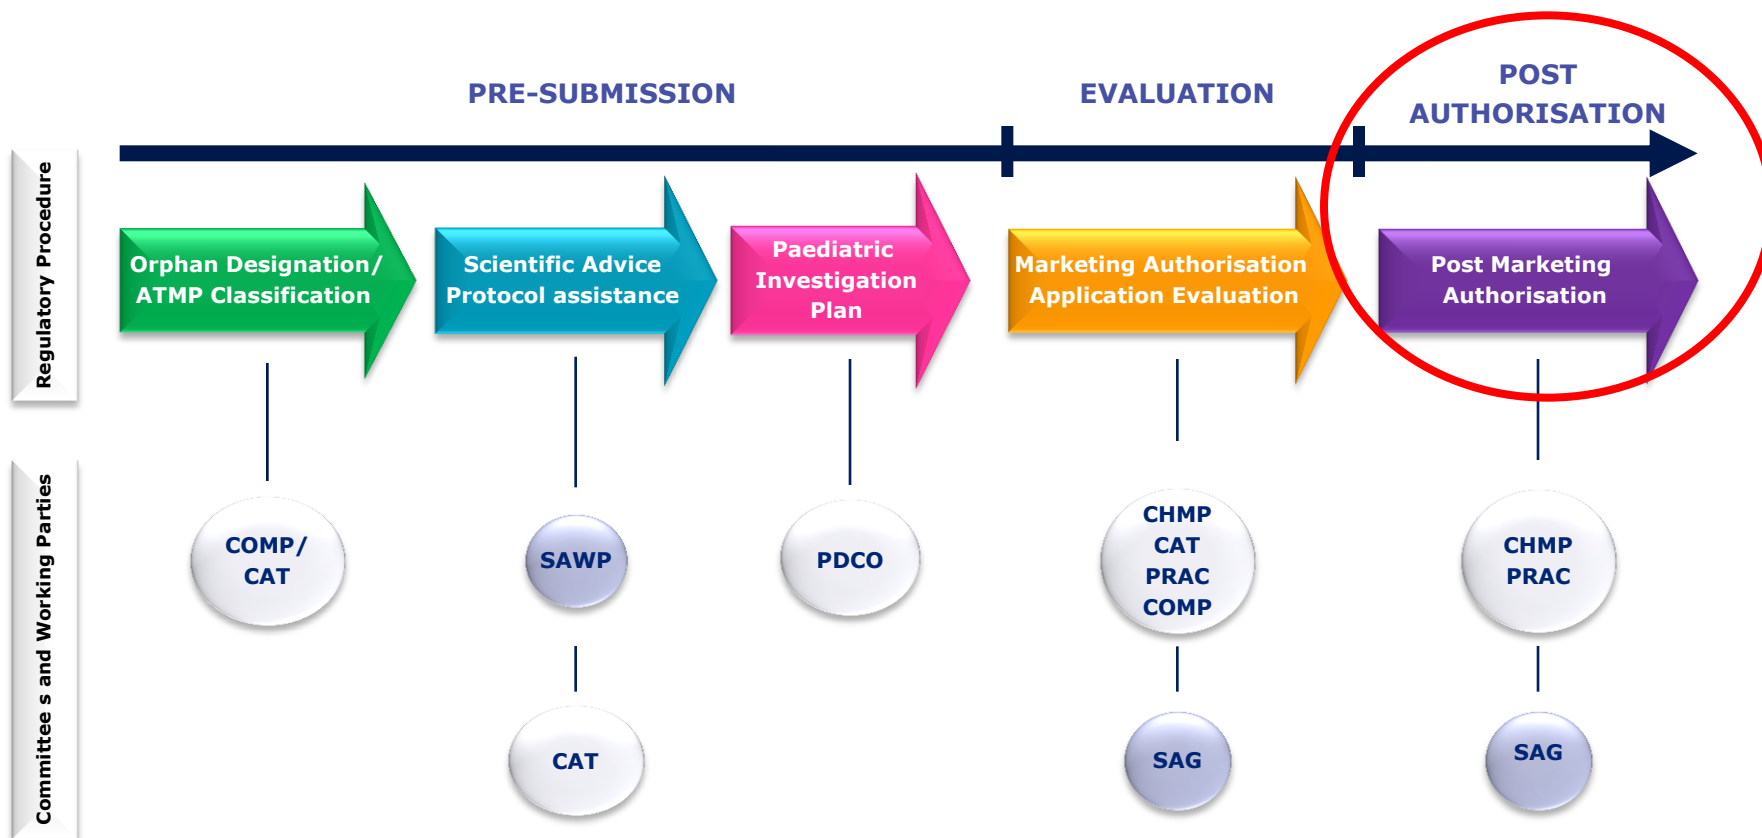 PRE-SUBMISSION
EVALUATION
POST
AUTHORISATION
Regulatory Procedure
Orphan Designation/
ATMP Classification
Scientific Advice
Protocol assistance
Paediatric
Investigation
Plan
Marketing Authorisation
Application Evaluation
Post Marketing
Authorisation
Committee s and Working Parties
COMP/
CAT
SAWP
PDCO
CHMP
CAT
PRAC
COMP
CHMP
PRAC
CAT
SAG
SAG